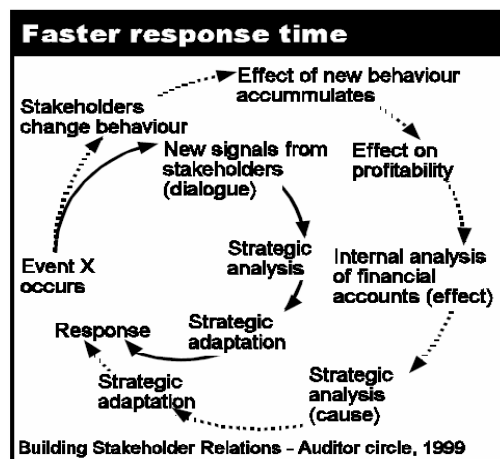 Faster response time
Effect of new behaviour
accummulates
Stakeholders
change behaviour
New signals from
stakeholders
(dialogue)
Effect on
profitability
Strategic
analysis
Internal analysis
of financial
accounts (effect)
Event X
occurs
Strategic
adaptation
Response
Strategic
adaptation
Strategic
analysis
(cause)
Building Stakeholder Relations - Auditor circle, 1999